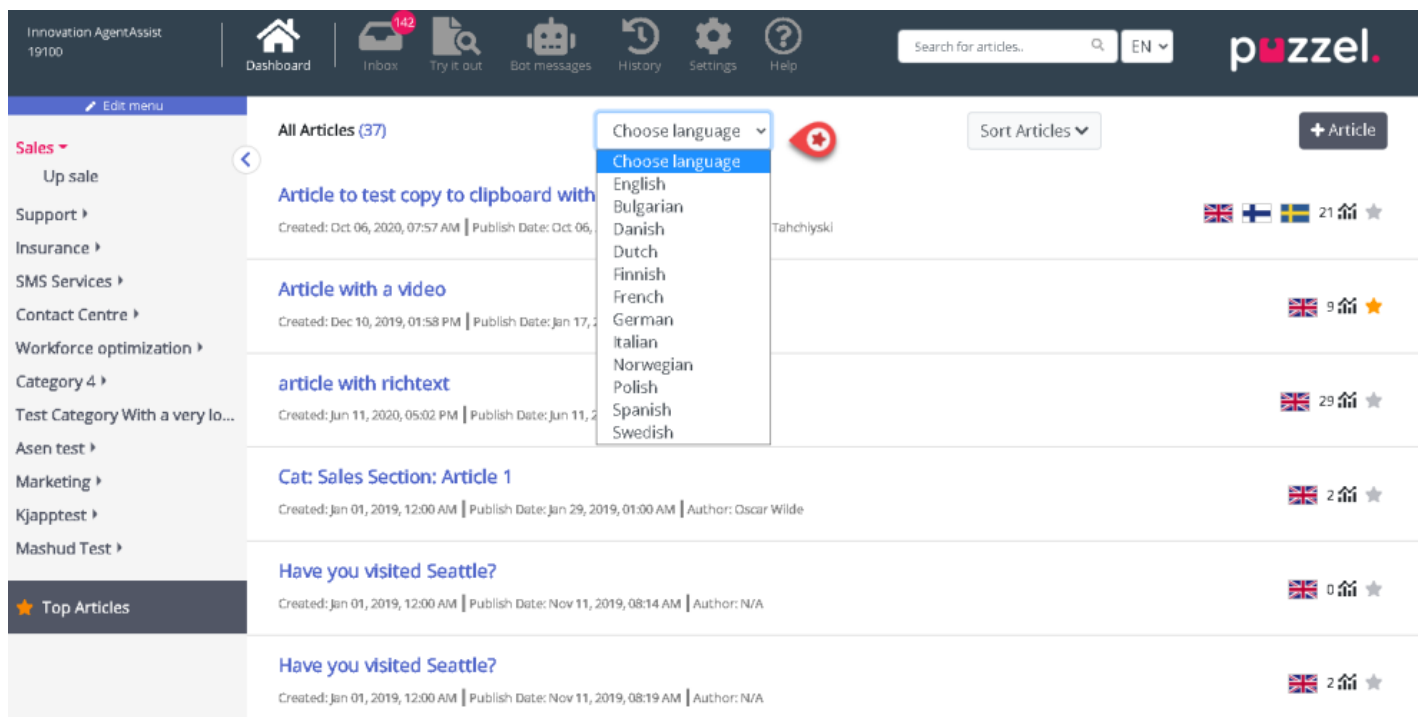 Innovation AgentAssist
19100
Dashboard
142
Inbox
Try it out
Bot messages
History
Settings
Help
Search for articles..
EN
puzzel.
Edit menu
Sales
Up sale
Support
Insurance
SMS Services
Contact Centre
Workforce optimization
Category 4
Test Category With a very lo...
Asen test
Marketing
Kjapptest
Mashud Test
Top Articles
All Articles (37)
Choose language
Sort Articles
+ Article
Choose language
English
Bulgarian
Danish
Dutch
Finnish
French
German
Italian
Norwegian
Polish
Spanish
Swedish
Article to test copy to clipboard with
Created: Oct 06, 2020, 07:57 AM | Publish Date: Oct 06, Tahchiyski
21
Article with a video
Created: Dec 10, 2019, 01:58 PM | Publish Date: Jan 17,
9
article with richtext
Created: Jun 11, 2020, 05:02 PM | Publish Date: Jun 11, 2
29
Cat: Sales Section: Article 1
Created: Jan 01, 2019, 12:00 AM | Publish Date: Jan 29, 2019, 01:00 AM | Author: Oscar Wilde
2
Have you visited Seattle?
Created: Jan 01, 2019, 12:00 AM | Publish Date: Nov 11, 2019, 08:14 AM | Author: N/A
0
Have you visited Seattle?
Created: Jan 01, 2019, 12:00 AM | Publish Date: Nov 11, 2019, 08:19 AM | Author: N/A
2